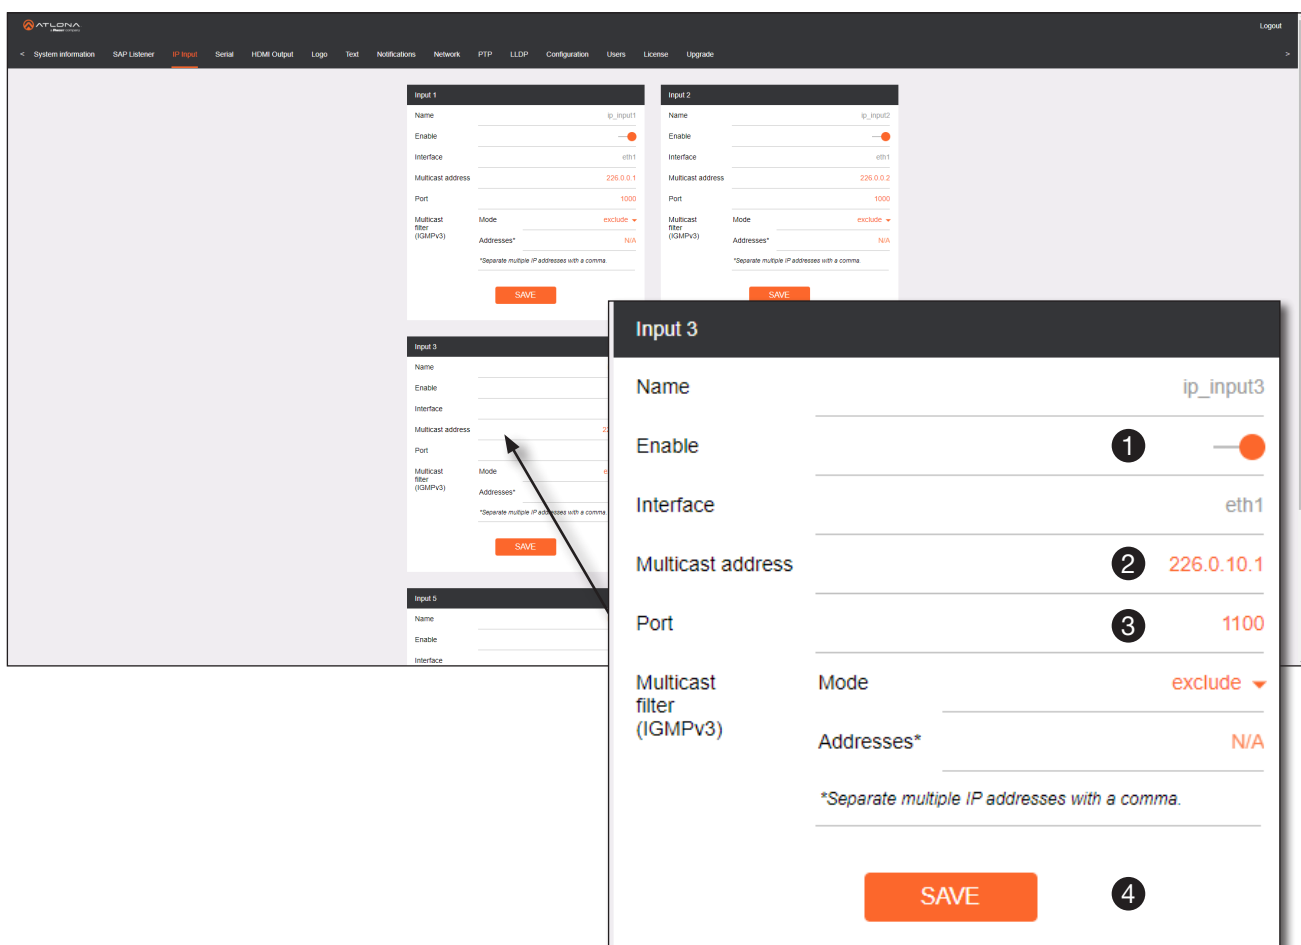 ATLONA
Logout
< System information SAP Listener IP Input Serial HDMI Output Logo Text Notifications Network PTP LLDP Configuration Users License Upgrade >
Input 1
Name ip_input1
Enable
Interface eth1
Multicast address 226.0.0.1
Port 1000
Multicast filter (IGMPv3) Mode exclude
Addresses* N/A
*Separate multiple IP addresses with a comma.
SAVE
Input 2
Name ip_input2
Enable
Interface eth1
Multicast address 226.0.0.2
Port 1000
Multicast filter (IGMPv3) Mode exclude
Addresses* N/A
*Separate multiple IP addresses with a comma.
SAVE
Input 3
Name
Enable
Interface
Multicast address
Port
Multicast filter (IGMPv3) Mode
Addresses*
*Separate multiple IP addresses with a comma.
SAVE
Input 5
Name
Enable
Interface
Input 3
Name ip_input3
Enable 1
Interface eth1
Multicast address 2 226.0.10.1
Port 3 1100
Multicast
filter
(IGMPv3)
Mode exclude
Addresses* N/A
*Separate multiple IP addresses with a comma.
SAVE 4